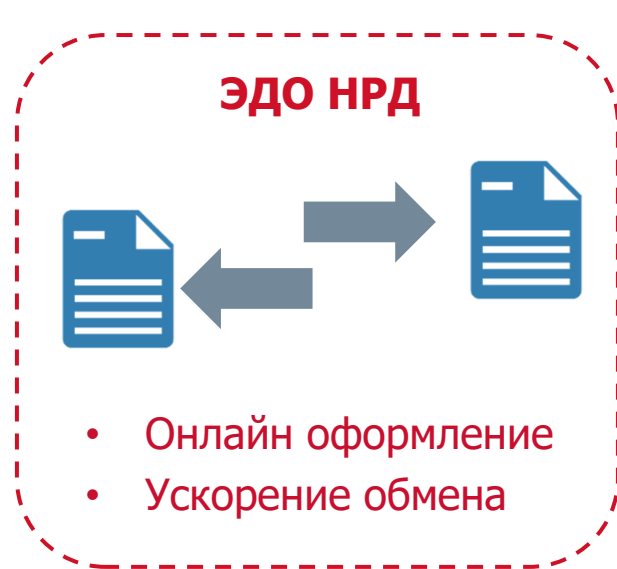 ЭДО НРД
• Онлайн оформление
• Ускорение обмена